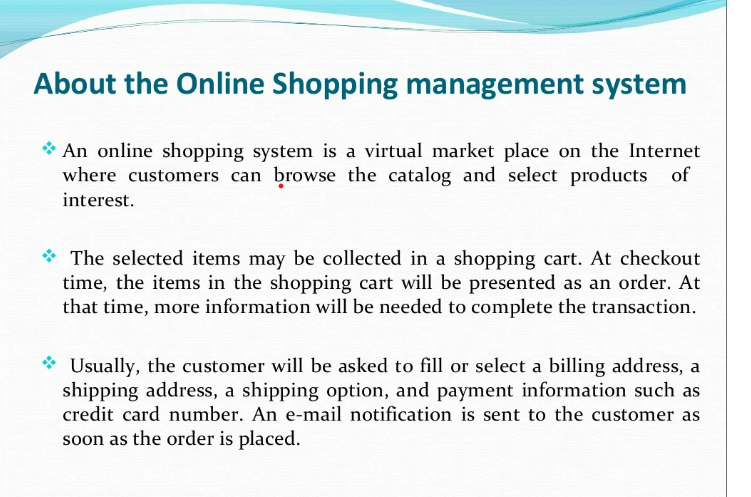 About the Online Shopping management system
An online shopping system is a virtual market place on the Internet
where customers can browse the catalog and select products of
interest.
The selected items may be collected in a shopping cart. At checkout
time, the items in the shopping cart will be presented as an order. At
that time, more information will be needed to complete the transaction.
Usually, the customer will be asked to fill or select a billing address, a
shipping address, a shipping option, and payment information such as
credit card number. An e-mail notification is sent to the customer as
soon as the order is placed.